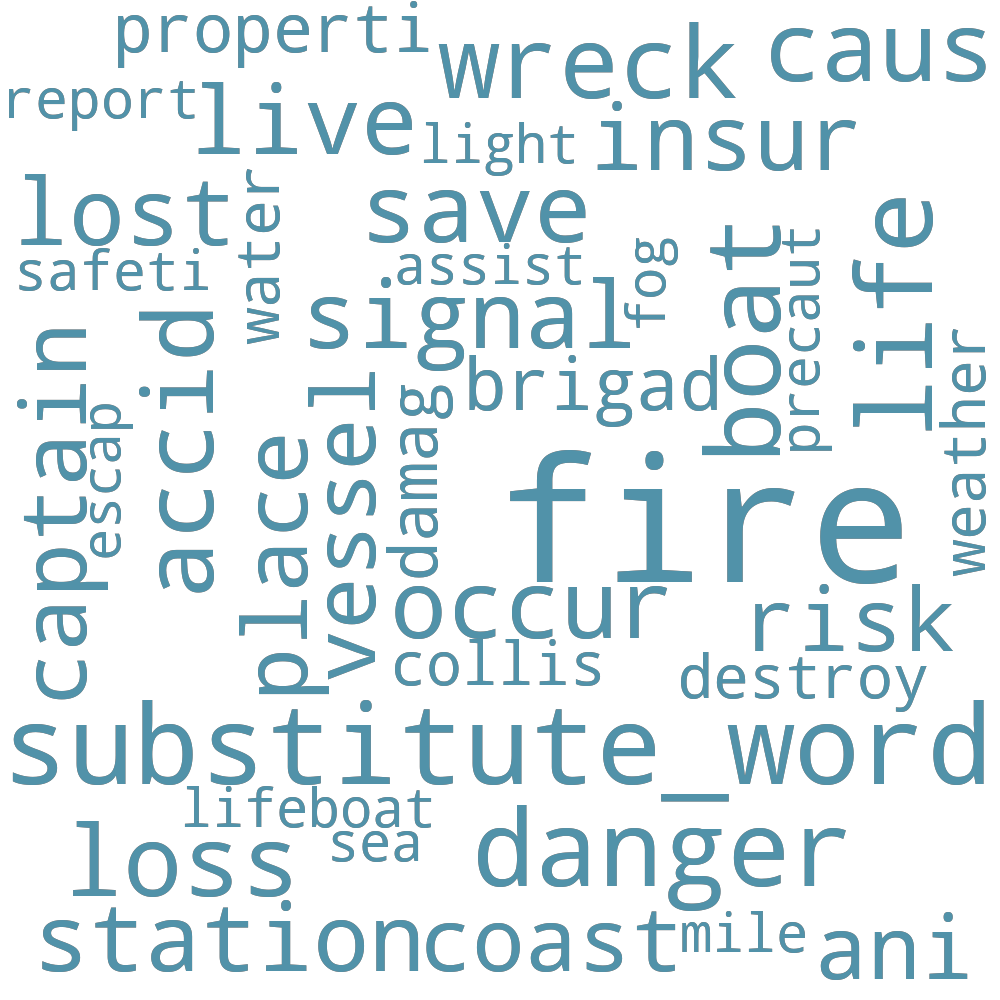 properti
wreck
caus
report
live
light
insur
lost
water
save
safeti
assist
fog
boat
precaut
life
signal
captain
escap
accid
place
vessel
damag
brigad
weather
fire
occur
risk
collis
destroy
substitute_word
lifeboat
sea
loss
danger
station
coast
mile
ani